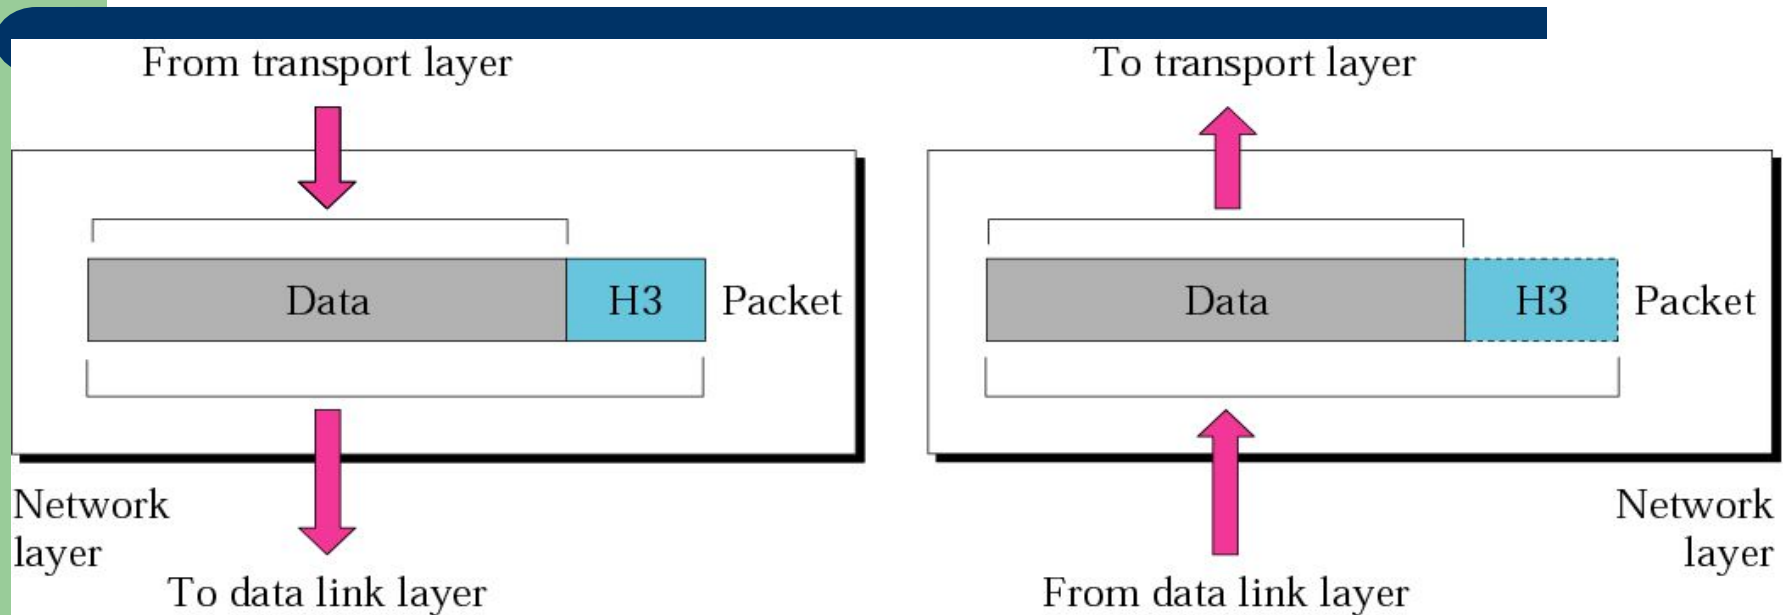 From transport layer
To transport layer
Data
H3
Packet
Data
H3
Packet
Network
layer
Network
layer
To data link layer
From data link layer